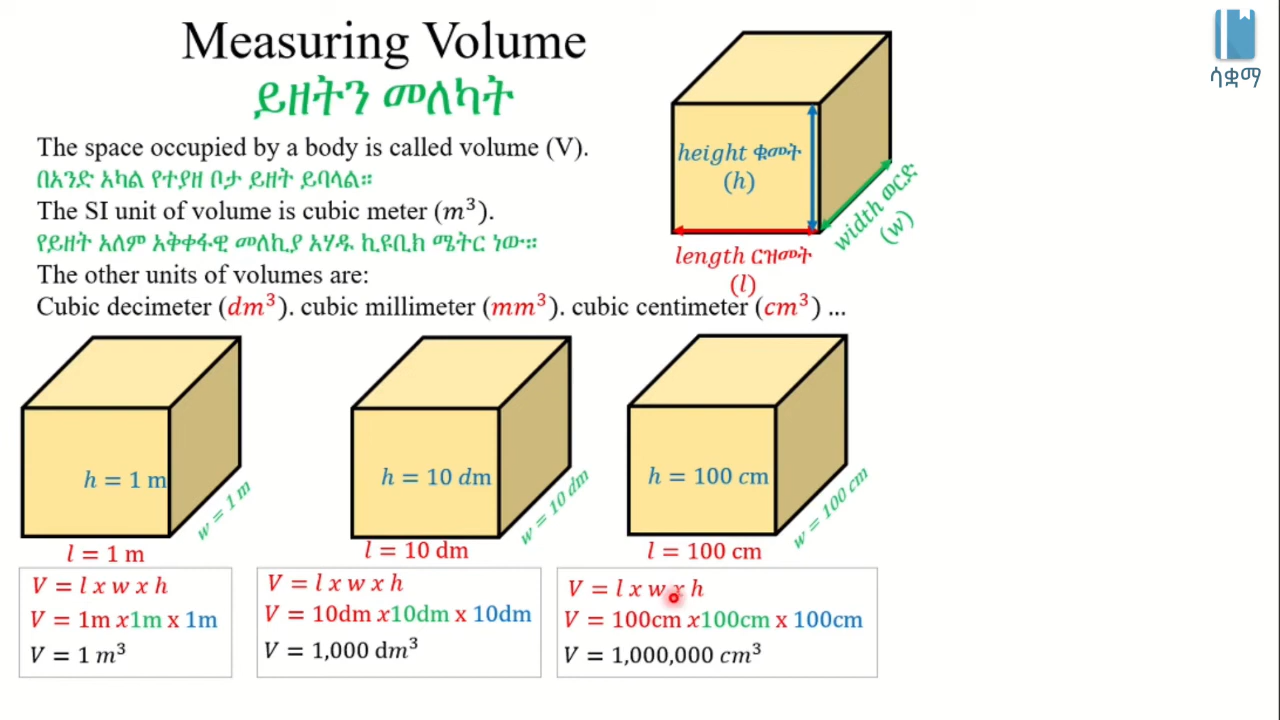 Measuring Volume
ይዘትን መለካት
ሳቋማ
The space occupied by a body is called volume (V).
በአንድ አካል የተያዘ ቦታ ይዘት ይባላል።
The SI unit of volume is cubic meter (m³).
የይዘት አለም አቅቀፋዊ መለኪያ አሃዱ ኪዩቢክ ሜትር ነው።
The other units of volumes are:
Cubic decimeter (dm³). cubic millimeter (mm³). cubic centimeter (cm³) ...
height ቁመት
(h)
width ወርድ
(w)
length ርዝመት
(l)
h = 1 m
w = 1 m
l = 1 m
V = l x w x h
V = 1m x1m x 1m
V = 1 m³
h = 10 dm
w = 10 dm
l = 10 dm
V = l x w x h
V = 10dm x10dm x 10dm
V = 1,000 dm³
h = 100 cm
w = 100 cm
l = 100 cm
V = l x w x h
V = 100cm x100cm x 100cm
V = 1,000,000 cm³